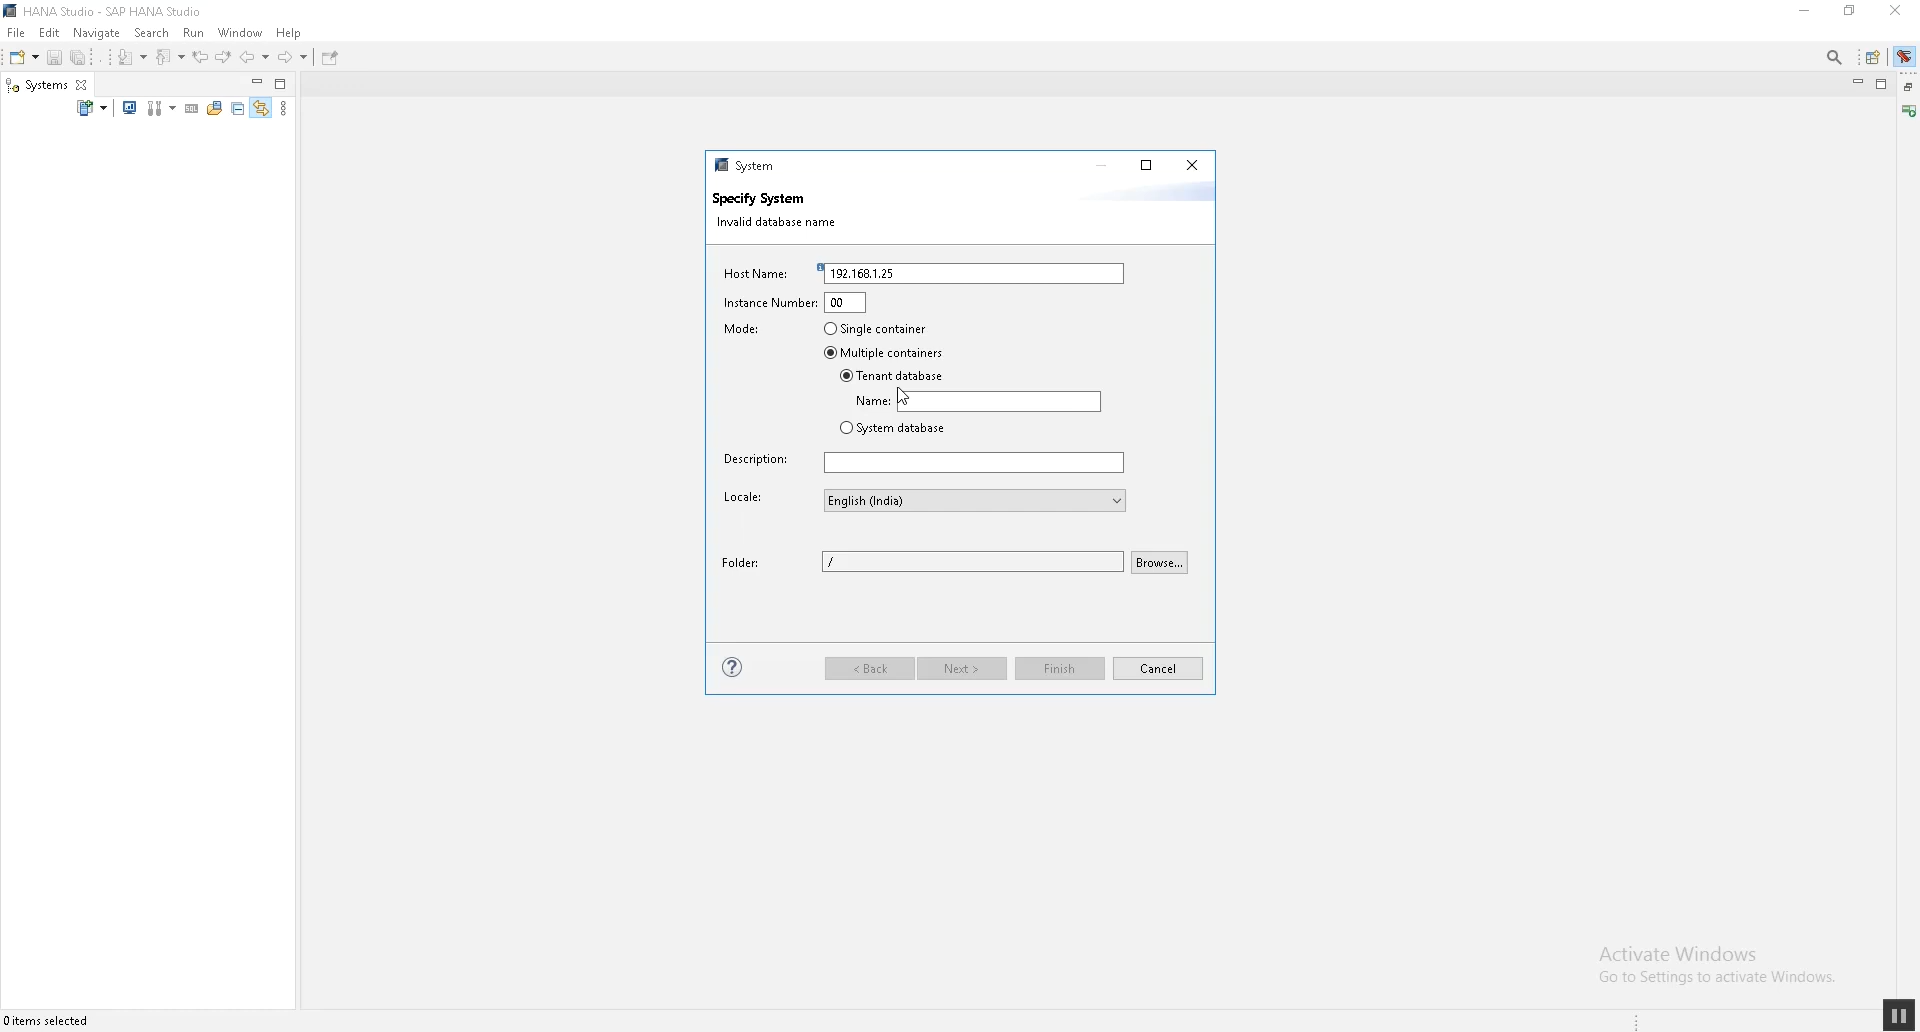 HANA Studio - SAP HANA Studio
File Edit Navigate Search Run Window Help
Systems
SQL
System
Specify System
Invalid database name
Host Name: 192.168.1.25
Instance Number: 00
Mode: Single container
Multiple containers
Tenant database
Name:
System database
Description:
Locale: English (India)
Folder: / Browse...
? < Back Next > Finish Cancel
Activate Windows
Go to Settings to activate Windows.
0 items selected